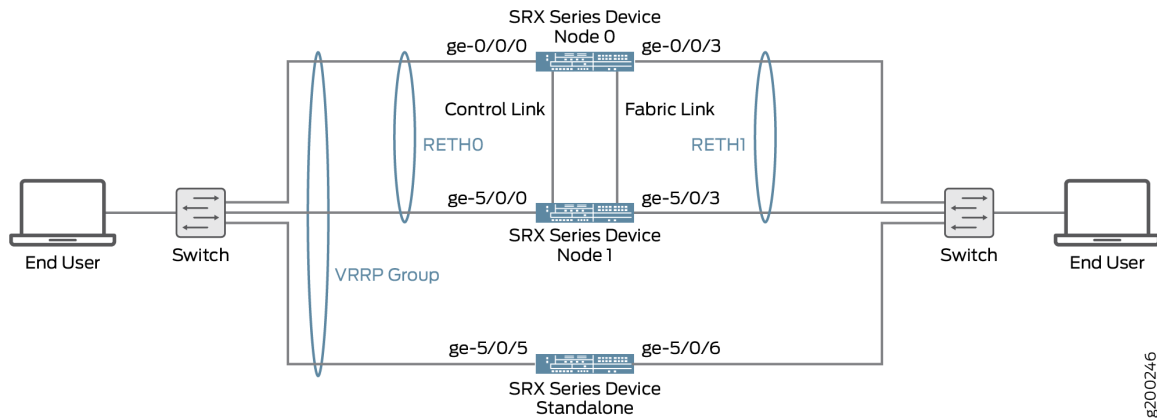 SRX Series Device
Node 0
ge-0/0/0
ge-0/0/3
Control Link
Fabric Link
RETH0
RETH1
ge-5/0/0
ge-5/0/3
SRX Series Device
Node 1
End User
Switch
Switch
End User
VRRP Group
ge-5/0/5
ge-5/0/6
SRX Series Device
Standalone
g200246